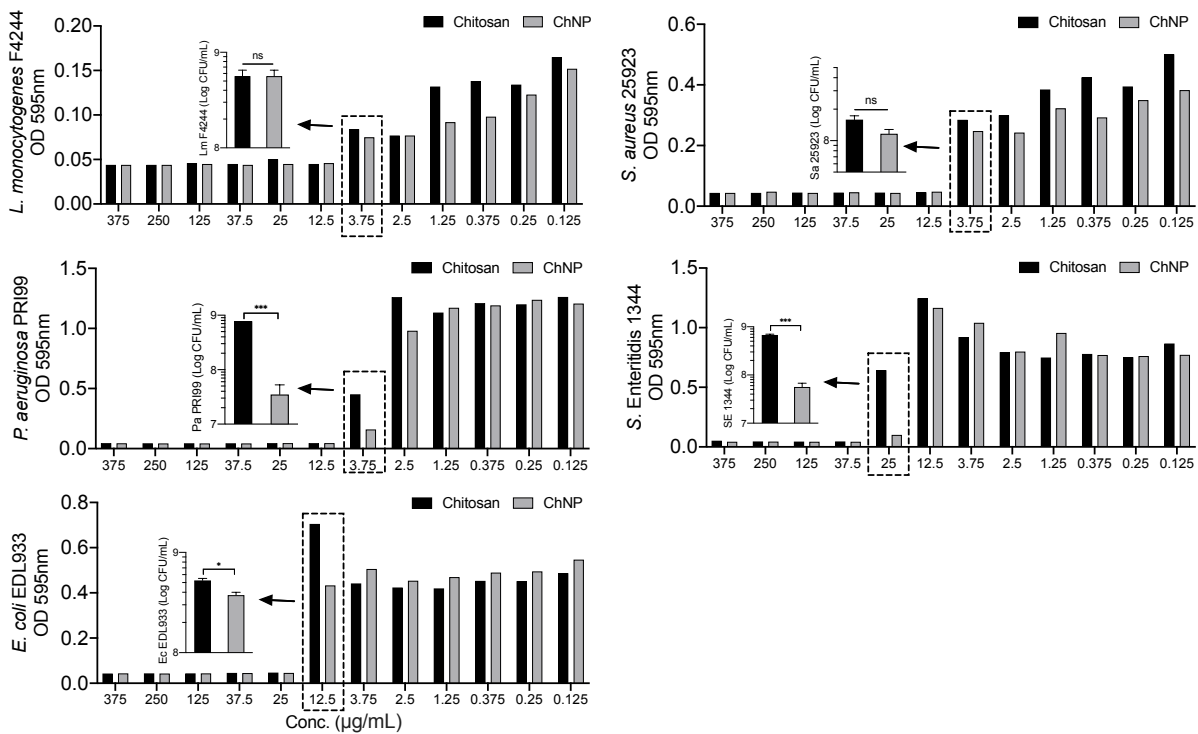 L. monocytogenes F4244
OD 595nm
0.20
0.15
0.10
0.05
0.00
Chitosan ChNP
Lm F4244 (Log CFU/mL)
9
8
ns
375 250 125 37.5 25 12.5 3.75 2.5 1.25 0.375 0.25 0.125
S. aureus 25923
OD 595nm
0.6
0.4
0.2
0.0
Chitosan ChNP
Sa 25923 (Log CFU/mL)
8
ns
375 250 125 37.5 25 12.5 3.75 2.5 1.25 0.375 0.25 0.125
P. aeruginosa PRI99
OD 595nm
1.5
1.0
0.5
0.0
Chitosan ChNP
Pa PRI99 (Log CFU/mL)
9
8
7
***
375 250 125 37.5 25 12.5 3.75 2.5 1.25 0.375 0.25 0.125
S. Enteritidis 1344
OD 595nm
1.5
1.0
0.5
0.0
Chitosan ChNP
SE 1344 (Log CFU/mL)
9
8
7
***
375 250 125 37.5 25 12.5 3.75 2.5 1.25 0.375 0.25 0.125
E. coli EDL933
OD 595nm
0.8
0.6
0.4
0.2
0.0
Chitosan ChNP
Ec EDL933 (Log CFU/mL)
9
8
*
375 250 125 37.5 25 12.5 3.75 2.5 1.25 0.375 0.25 0.125
Conc. (µg/mL)